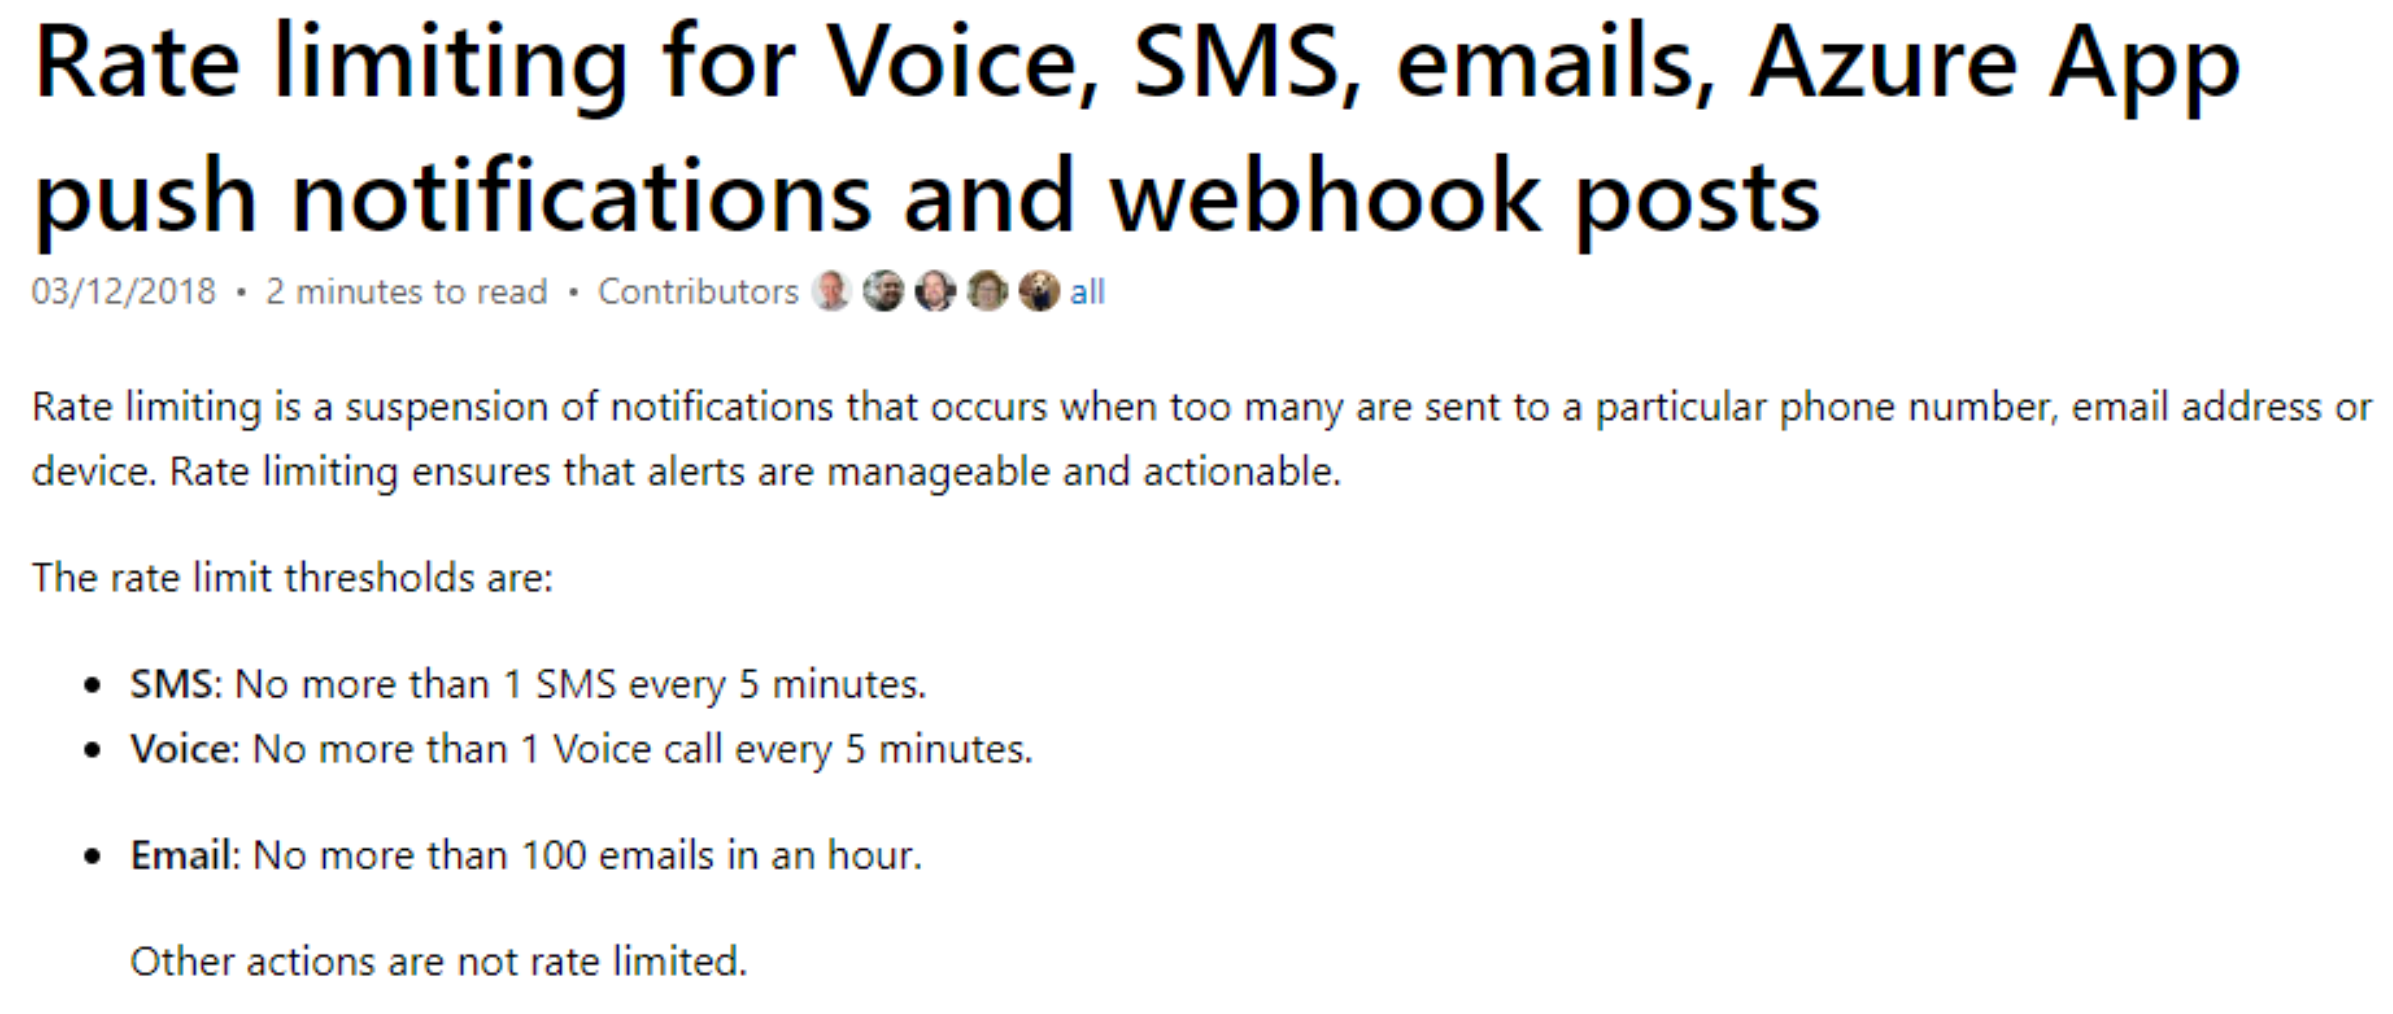 Rate limiting for Voice, SMS, emails, Azure App
push notifications and webhook posts
03/12/2018 • 2 minutes to read • Contributors all
Rate limiting is a suspension of notifications that occurs when too many are sent to a particular phone number, email address or
device. Rate limiting ensures that alerts are manageable and actionable.
The rate limit thresholds are:
• SMS: No more than 1 SMS every 5 minutes.
• Voice: No more than 1 Voice call every 5 minutes.
• Email: No more than 100 emails in an hour.
Other actions are not rate limited.